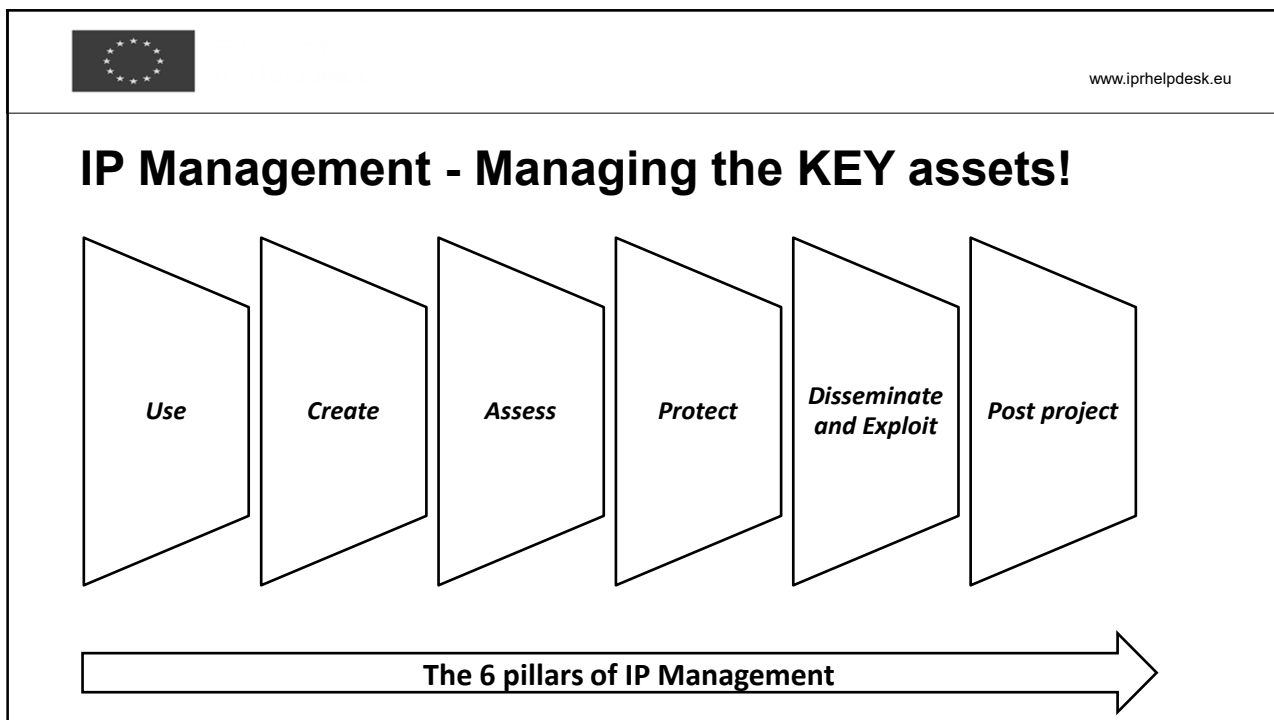 www.iprhelpdesk.eu
IP Management - Managing the KEY assets!
Use
Create
Assess
Protect
Disseminate
and Exploit
Post project
The 6 pillars of IP Management